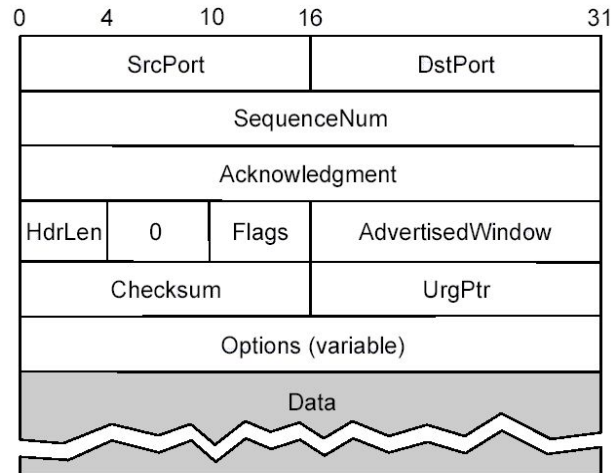 0 4 10 16 31
SrcPort DstPort
SequenceNum
Acknowledgment
HdrLen 0 Flags AdvertisedWindow
Checksum UrgPtr
Options (variable)
Data